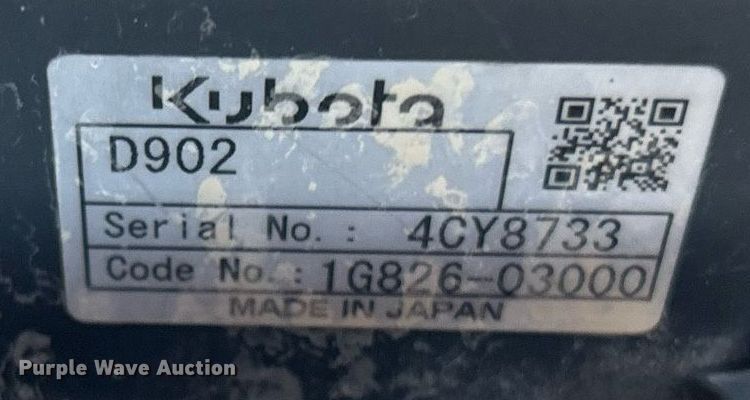 Kubota
D902
Serial No.: 4CY8733
Code No.: 1G826-03000
MADE IN JAPAN
Purple Wave Auction